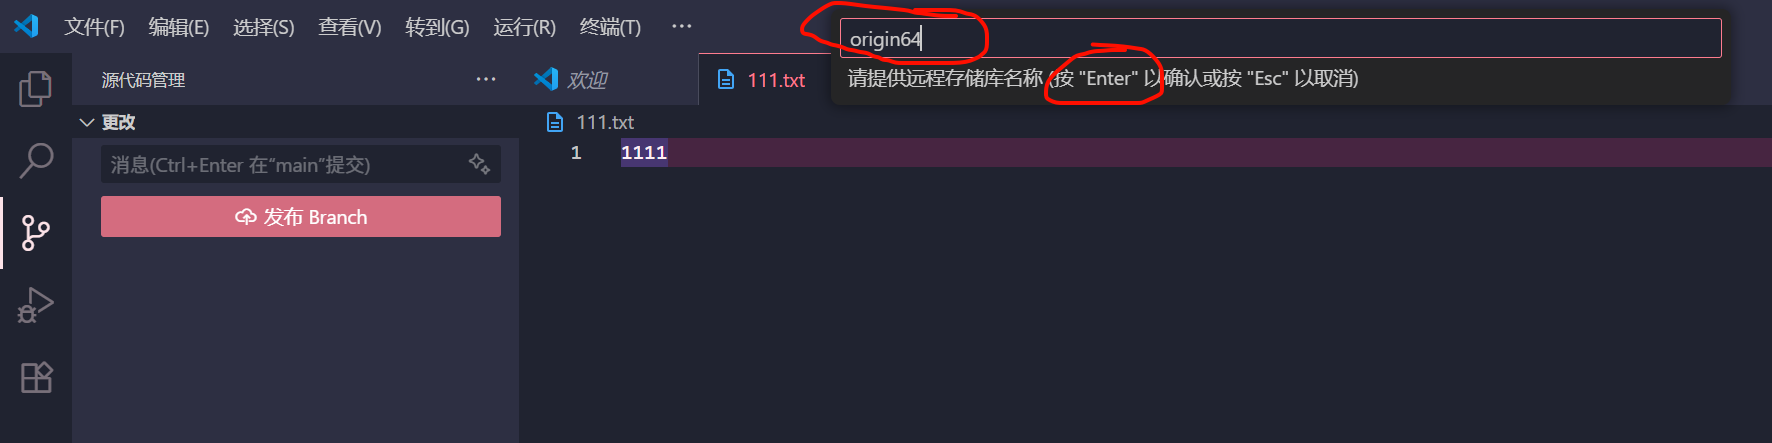 文件(F) 编辑(E) 选择(S) 查看(V) 转到(G) 运行(R) 终端(T) ···
origin64
请提供远程存储库名称 (按 "Enter" 以确认或按 "Esc" 以取消)
源代码管理 ···
欢迎 111.txt
更改
111.txt
消息(Ctrl+Enter 在“main”提交)
1 1111
发布 Branch